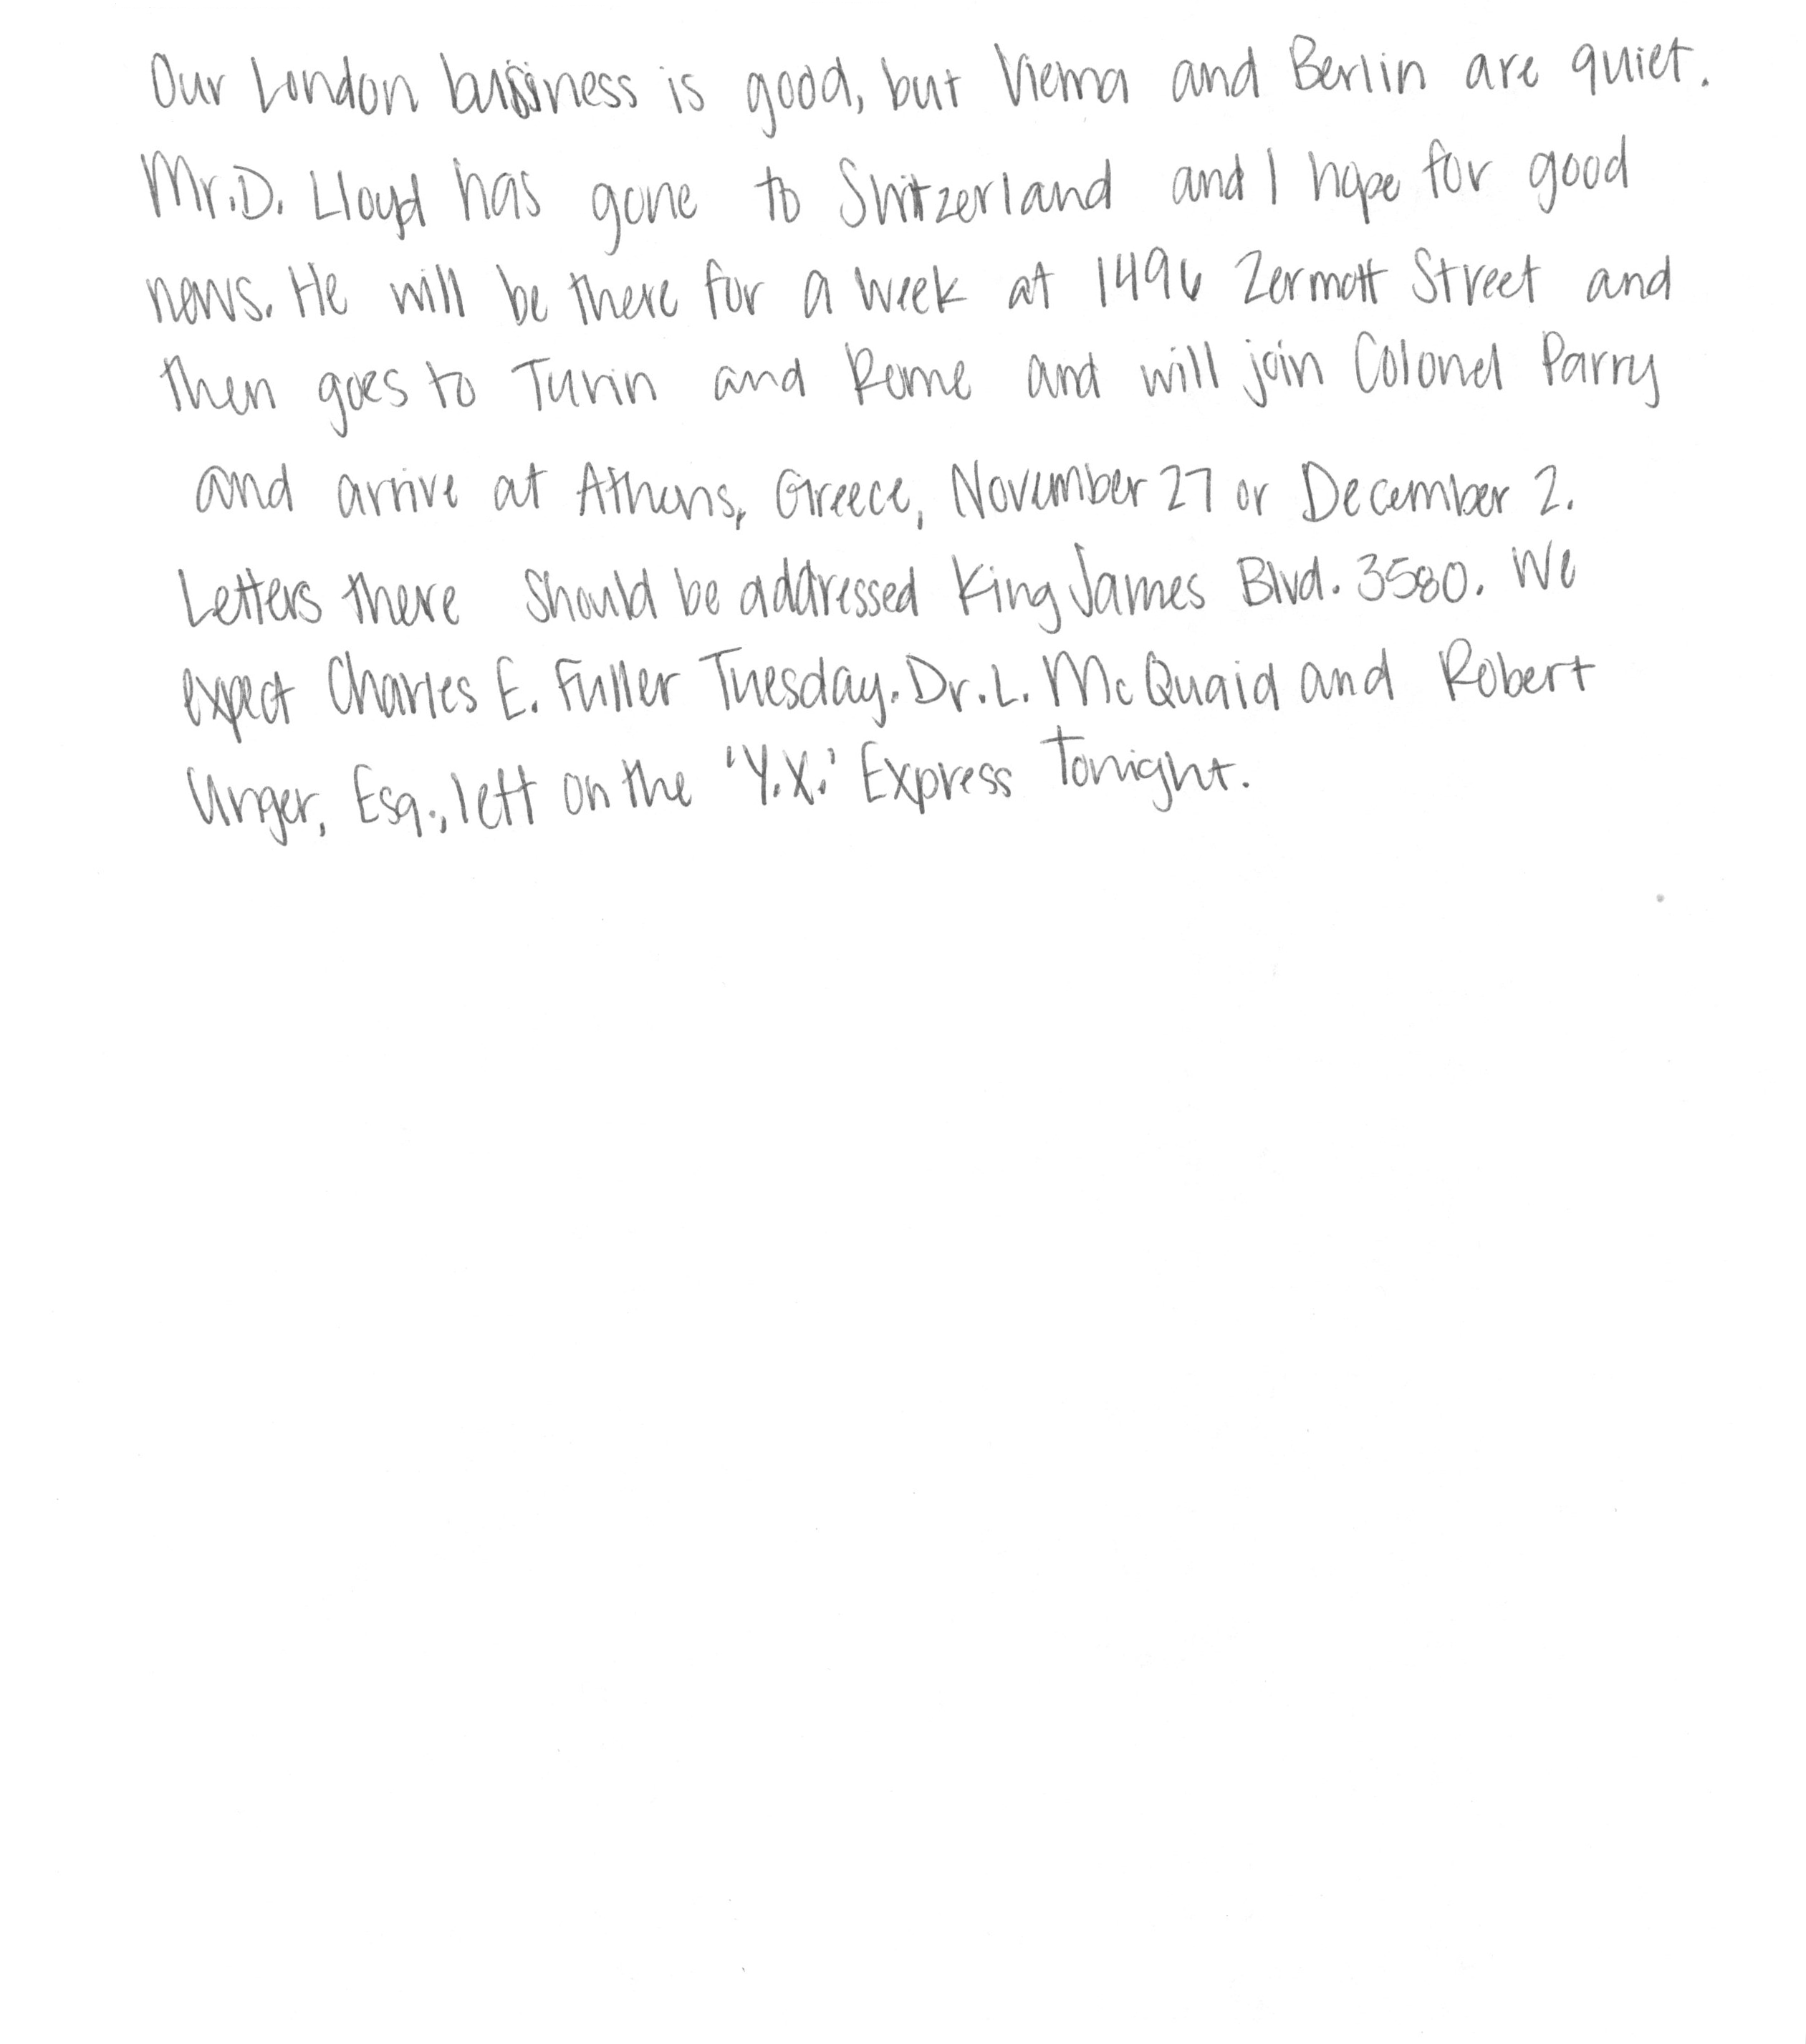 Our London business is good, but Vienna and Berlin are quiet.
Mr. D. Lloyd has gone to Switzerland and I hope for good
news. He will be there for a week at 1496 Zermott Street and
then goes to Turin and Rome and will join Colonel Parry
and arrive at Athens, Greece, November 27 or December 2.
Letters there should be addressed King James Blvd. 3580. We
expect Charles E. Fuller Tuesday. Dr. L. McQuaid and Robert
Unger, Esq., left on the 'Y.X.' Express Tonight.